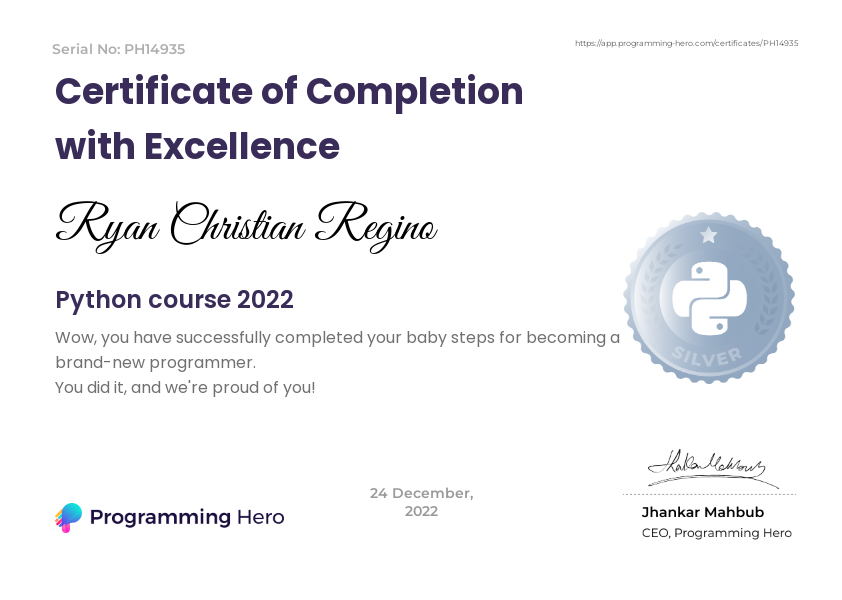 Serial No: PH14935
https://app.programming-hero.com/certificates/PH14935
Certificate of Completion
with Excellence
Ryan Christian Regino
Python course 2022
Wow, you have successfully completed your baby steps for becoming a
brand-new programmer.
You did it, and we're proud of you!
SILVER
Programming Hero
24 December,
2022
Jhankar Mahbub
Jhankar Mahbub
CEO, Programming Hero